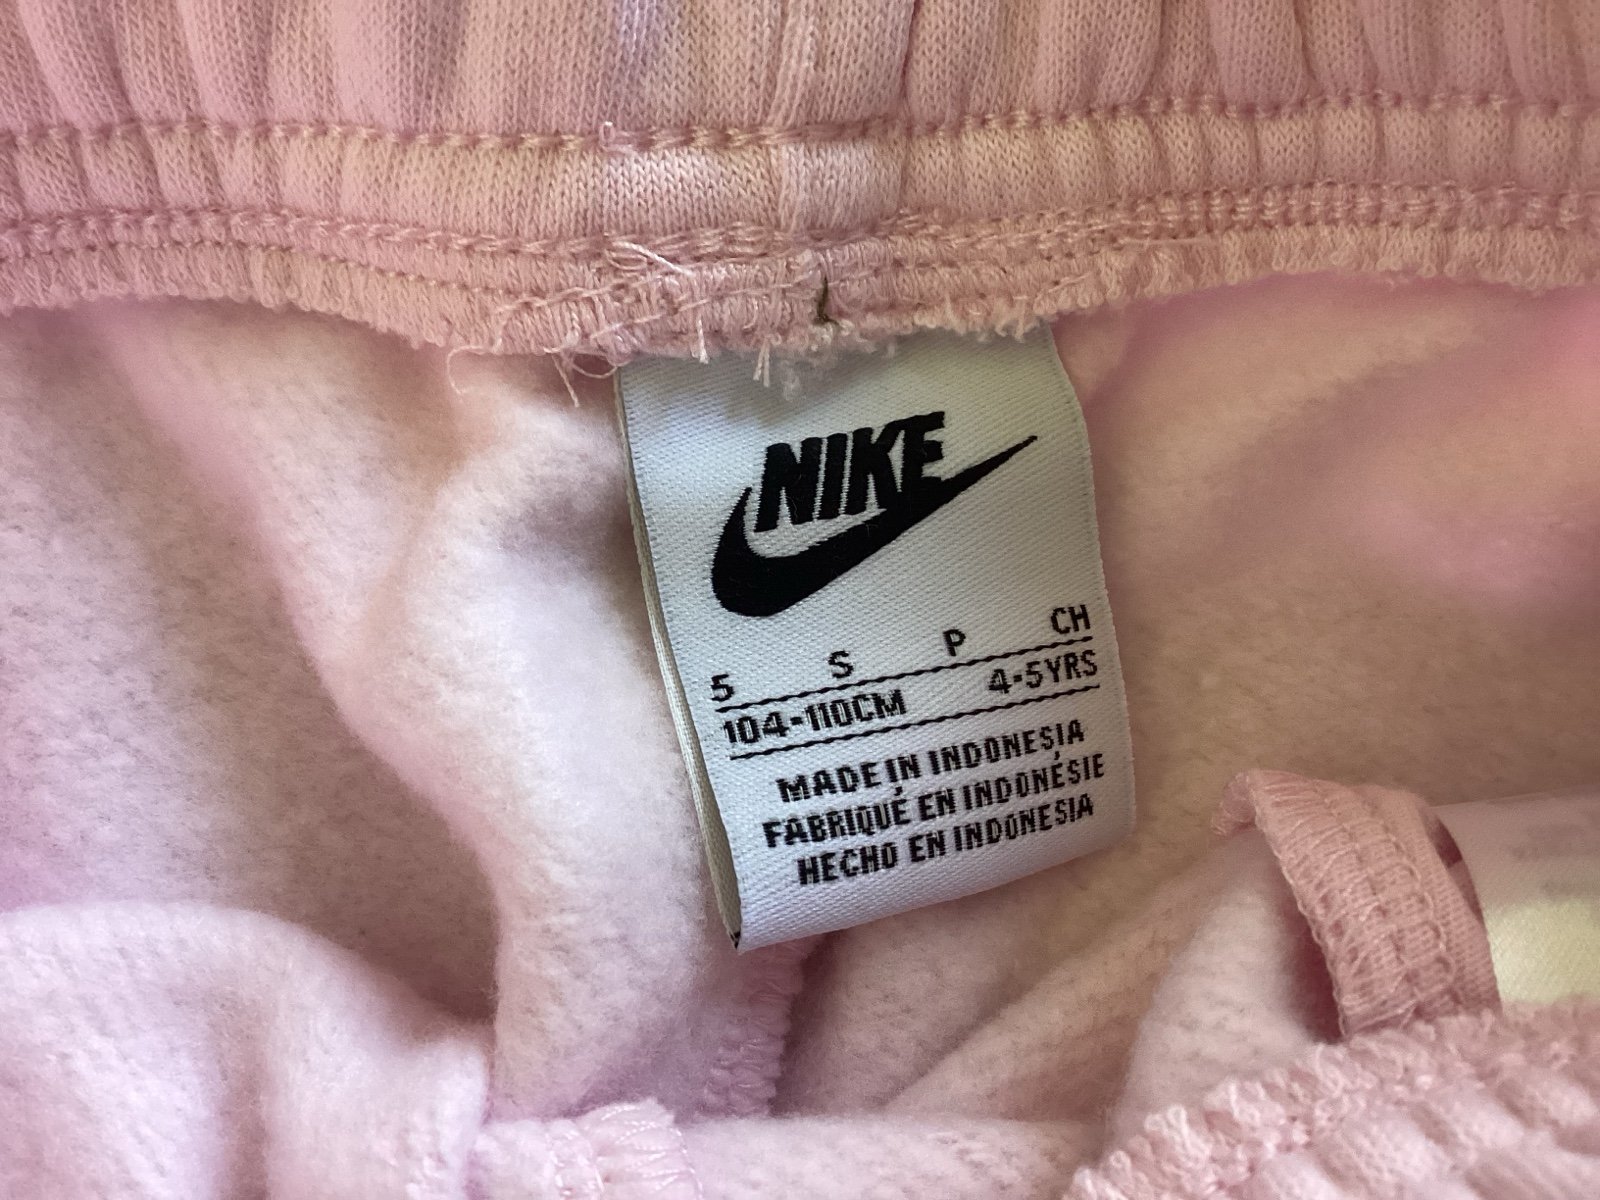 NIKE
5 S P CH
104-110CM 4-5YRS
MADE IN INDONESIA
FABRIQUÉ EN INDONÉSIE
HECHO EN INDONESIA